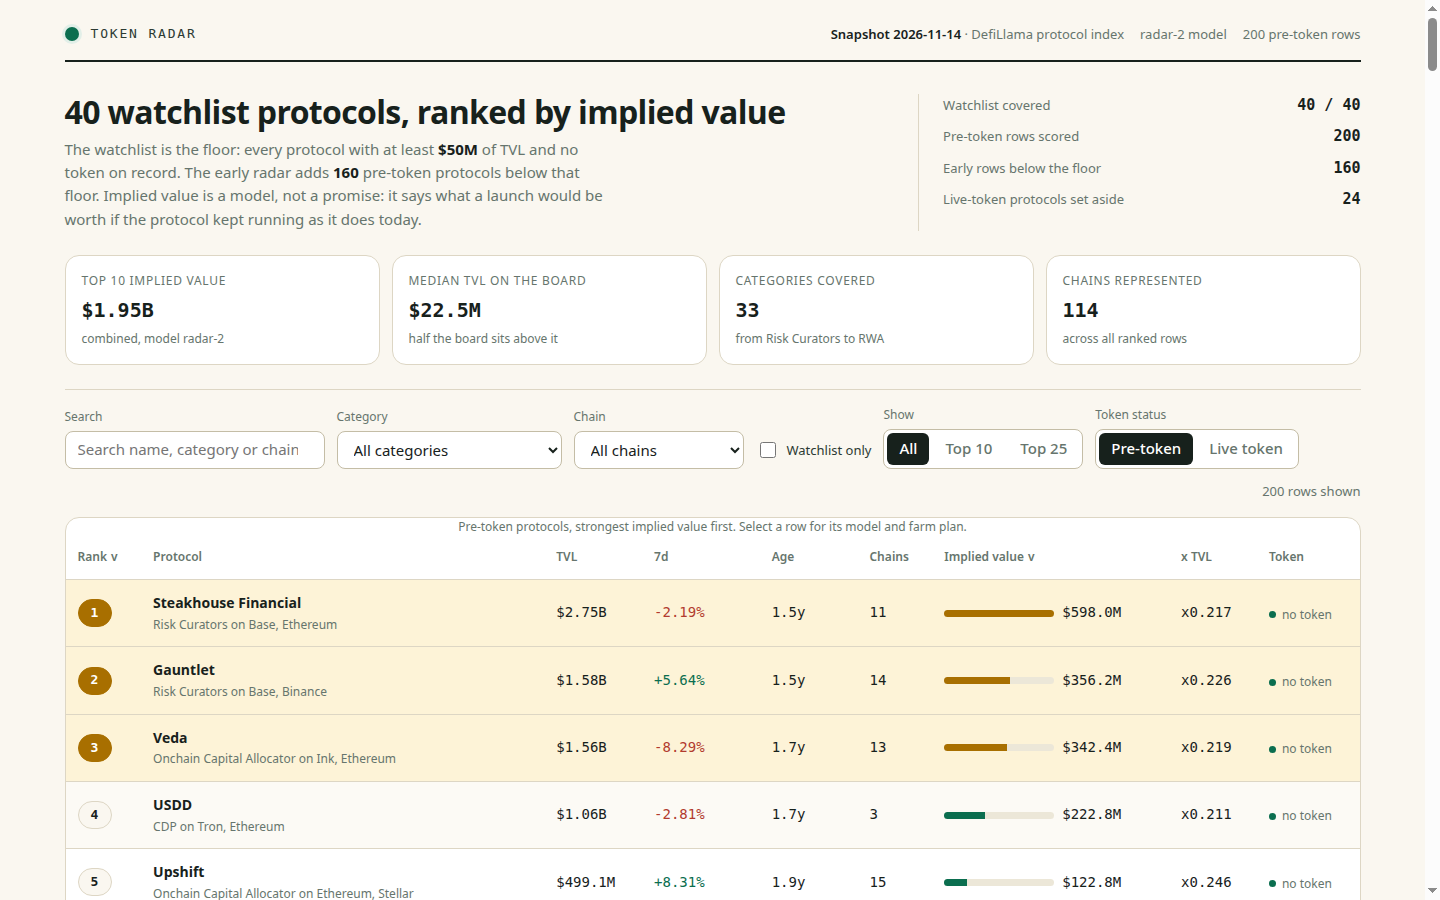 TOKEN RADAR
Snapshot 2026-11-14 · DefiLlama protocol index radar-2 model 200 pre-token rows
40 watchlist protocols, ranked by implied value
The watchlist is the floor: every protocol with at least $50M of TVL and no
token on record. The early radar adds 160 pre-token protocols below that
floor. Implied value is a model, not a promise: it says what a launch would be
worth if the protocol kept running as it does today.
Watchlist covered 40 / 40
Pre-token rows scored 200
Early rows below the floor 160
Live-token protocols set aside 24
TOP 10 IMPLIED VALUE
$1.95B
combined, model radar-2
MEDIAN TVL ON THE BOARD
$22.5M
half the board sits above it
CATEGORIES COVERED
33
from Risk Curators to RWA
CHAINS REPRESENTED
114
across all ranked rows
Search
Search name, category or chain
Category
All categories
Chain
All chains
Watchlist only
Show
All Top 10 Top 25
Token status
Pre-token Live token
200 rows shown
Pre-token protocols, strongest implied value first. Select a row for its model and farm plan.
Rank v Protocol TVL 7d Age Chains Implied value v x TVL Token
1 Steakhouse Financial $2.75B -2.19% 1.5y 11 $598.0M x0.217 no token
Risk Curators on Base, Ethereum
2 Gauntlet $1.58B +5.64% 1.5y 14 $356.2M x0.226 no token
Risk Curators on Base, Binance
3 Veda $1.56B -8.29% 1.7y 13 $342.4M x0.219 no token
Onchain Capital Allocator on Ink, Ethereum
4 USDD $1.06B -2.81% 1.7y 3 $222.8M x0.211 no token
CDP on Tron, Ethereum
5 Upshift $499.1M +8.31% 1.9y 15 $122.8M x0.246 no token
Onchain Capital Allocator on Ethereum, Stellar